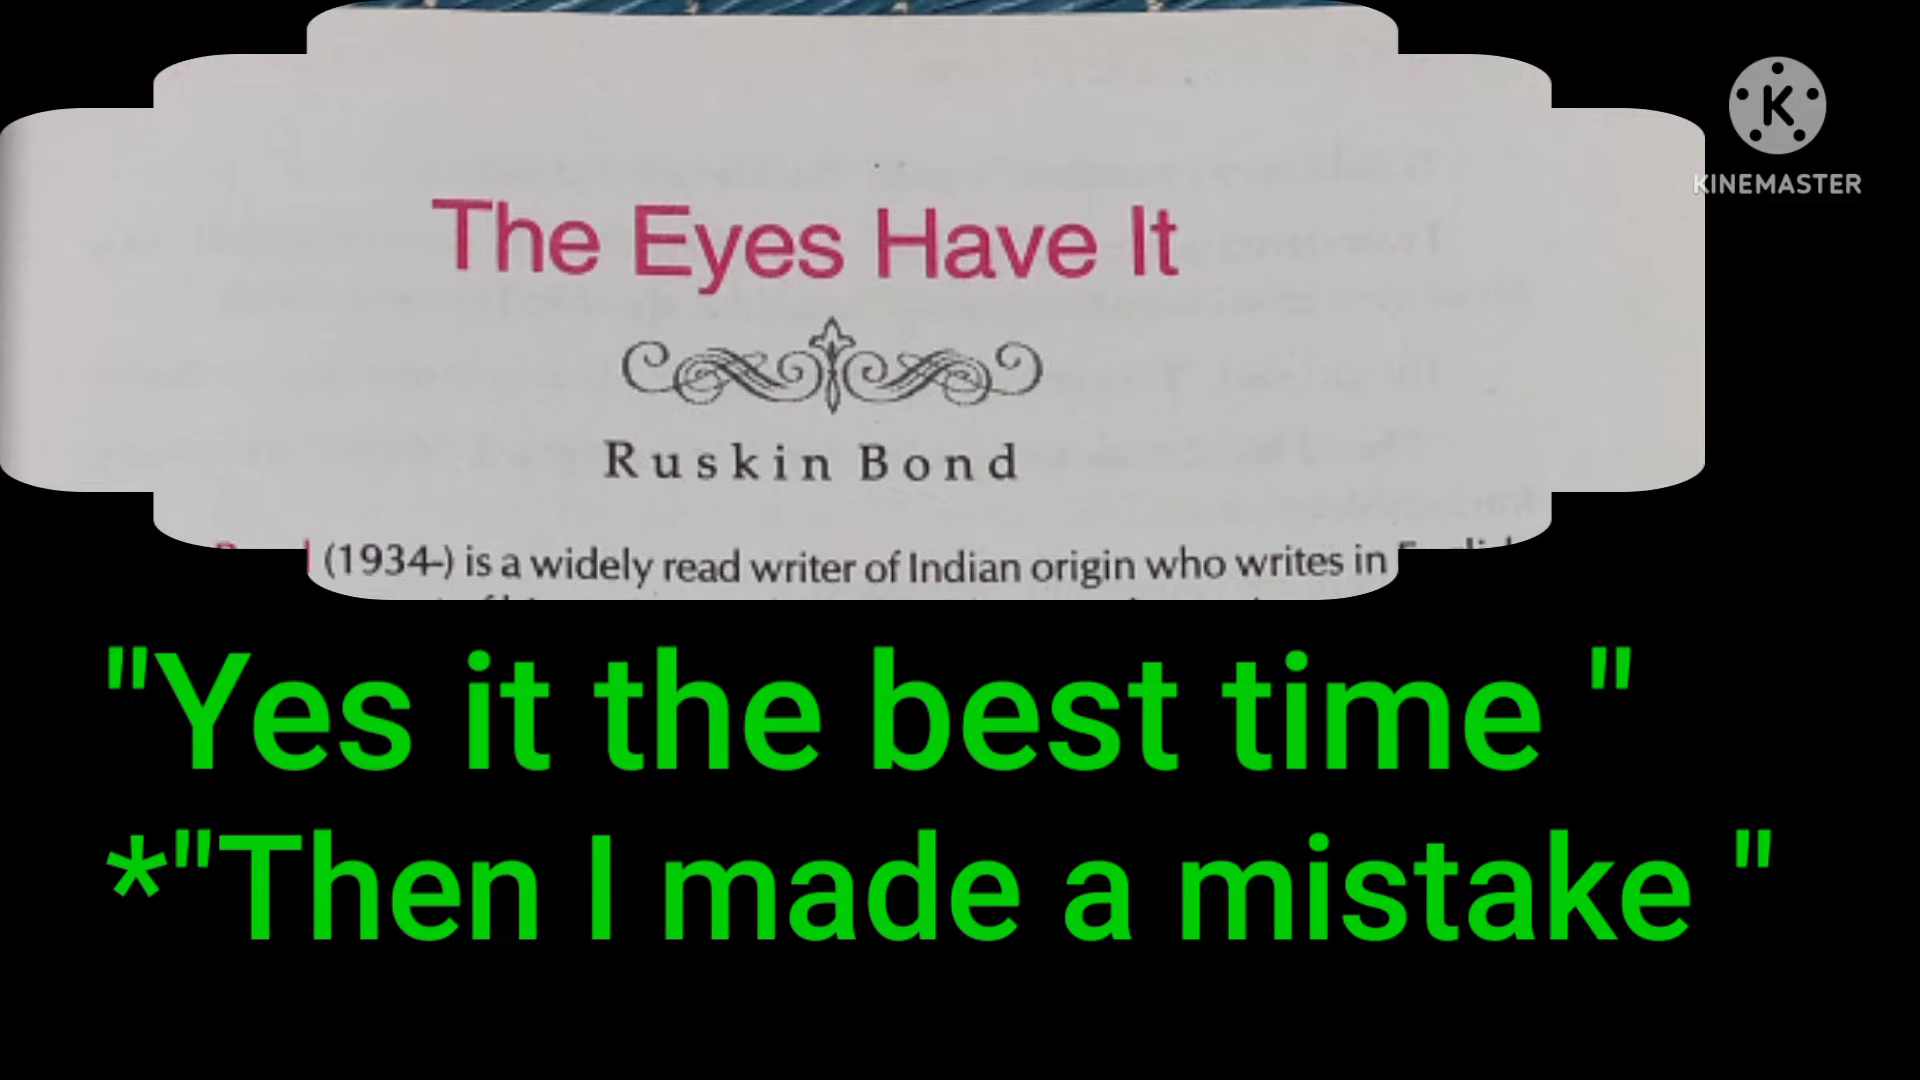 The Eyes Have It
KINEMASTER
Ruskin Bond
(1934-) is a widely read writer of Indian origin who writes in English
"Yes it the best time "
*"Then I made a mistake "